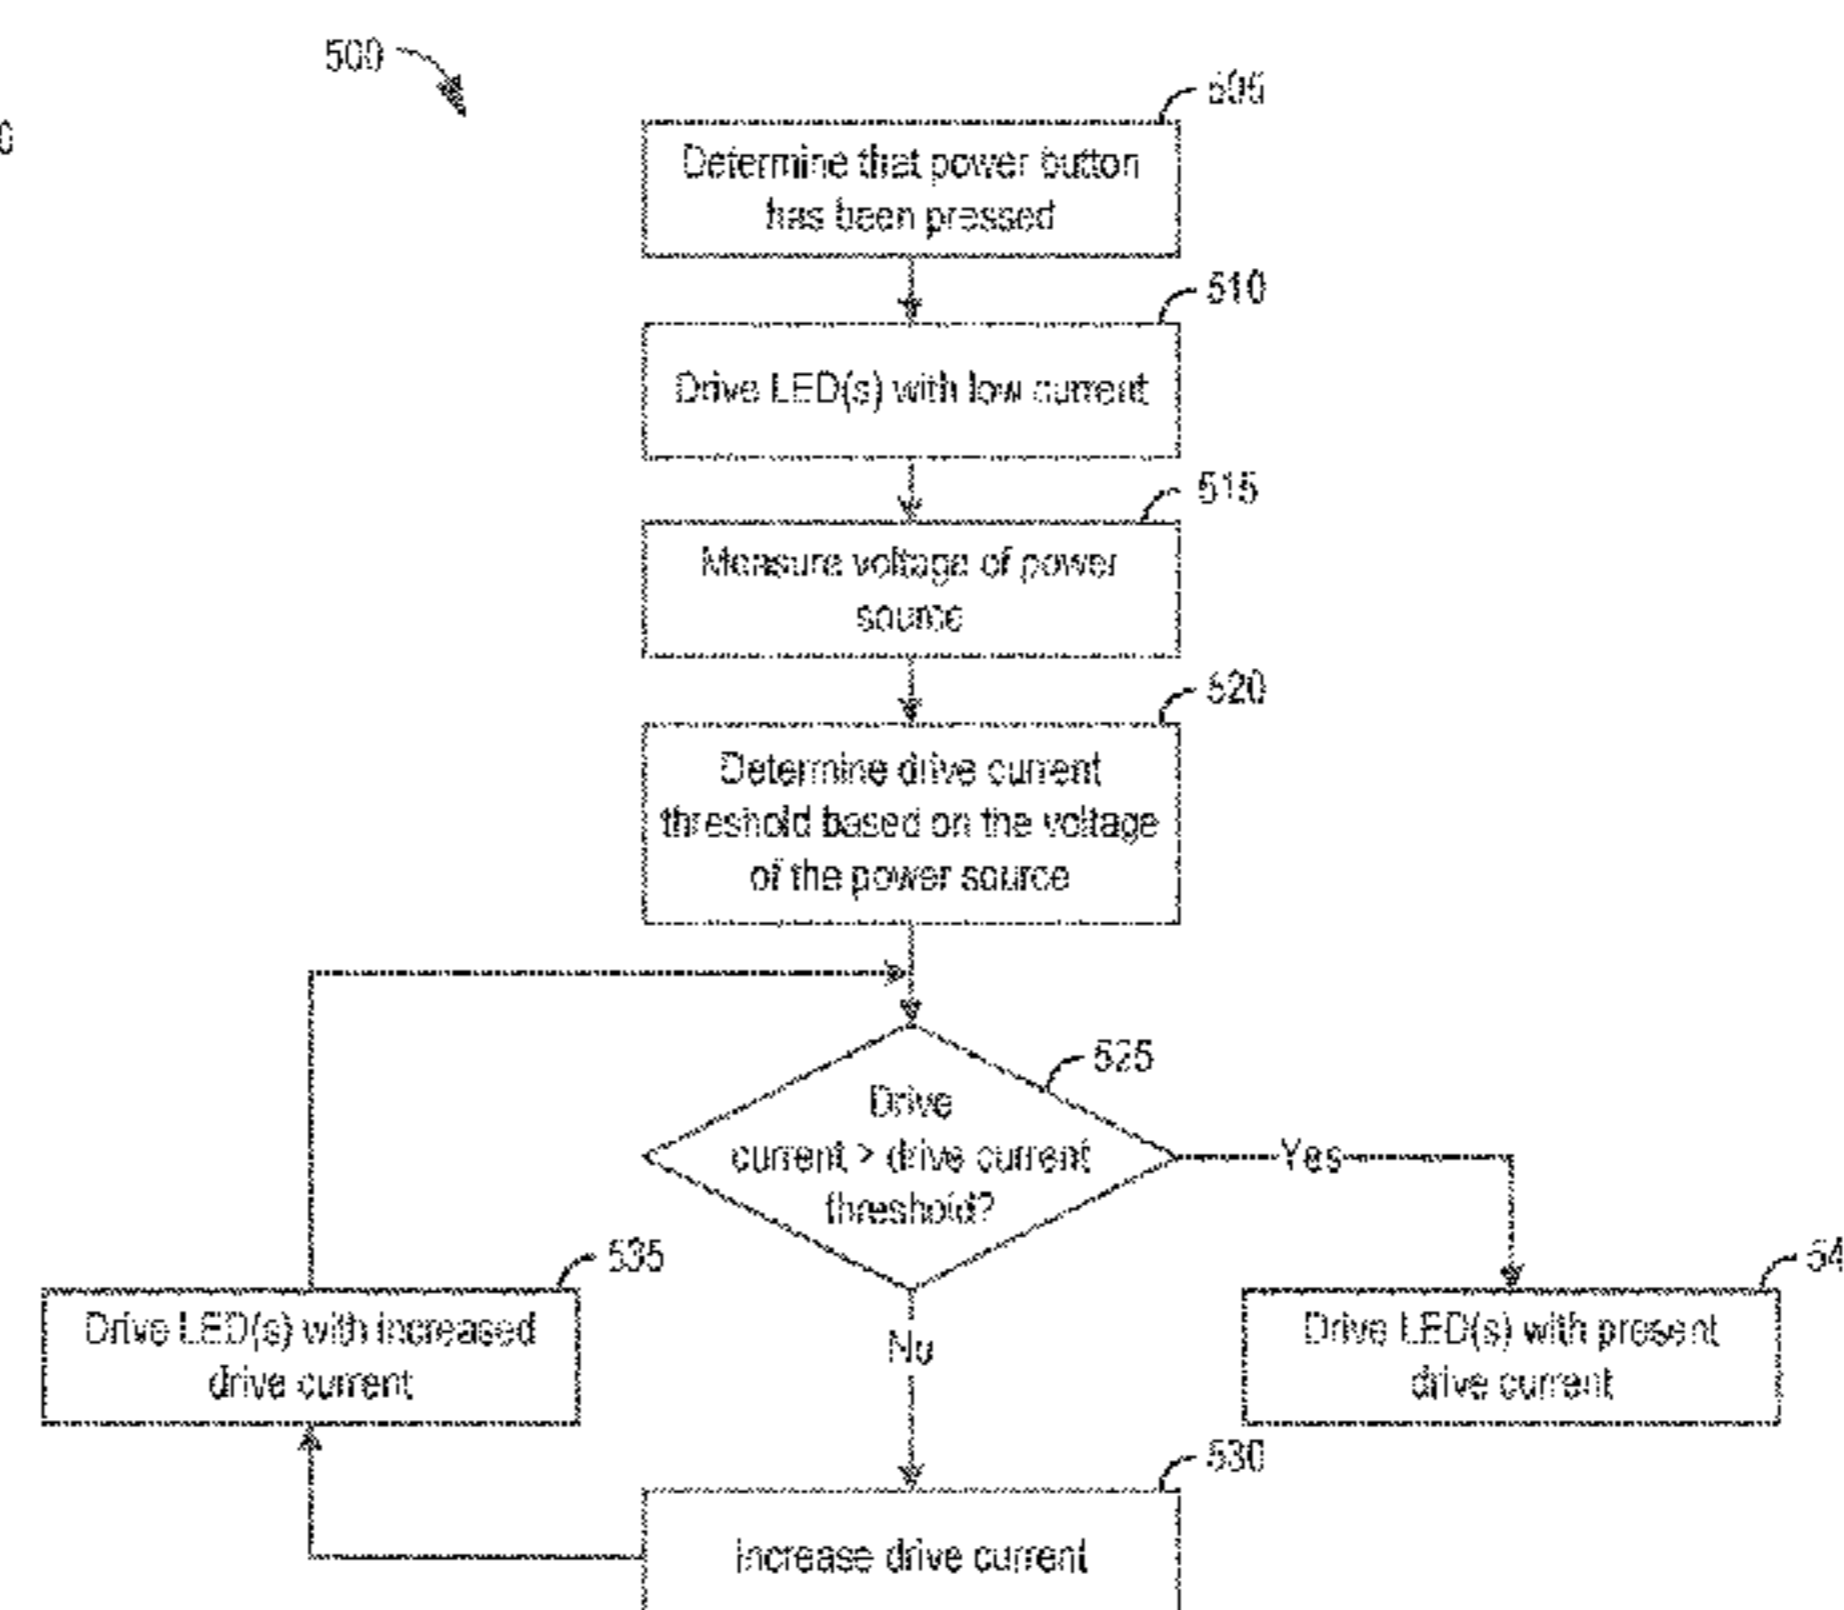 500
0
505
Determine that power button
has been pressed
510
Drive LED(s) with low current
515
Measure voltage of power
source
520
Determine drive current
threshold based on the voltage
of the power source
525
Drive
current > drive current
threshold?
Yes
No
535
Drive LED(s) with increased
drive current
54
Drive LED(s) with present
drive current
530
Increase drive current